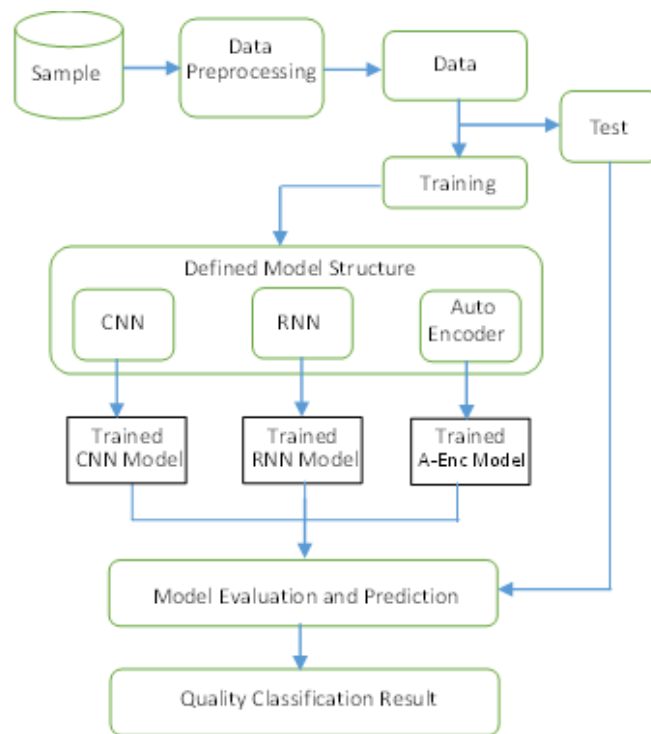 Sample
Data
Preprocessing
Data
Test
Training
Defined Model Structure
CNN
RNN
Auto
Encoder
Trained
CNN Model
Trained
RNN Model
Trained
A-Enc Model
Model Evaluation and Prediction
Quality Classification Result